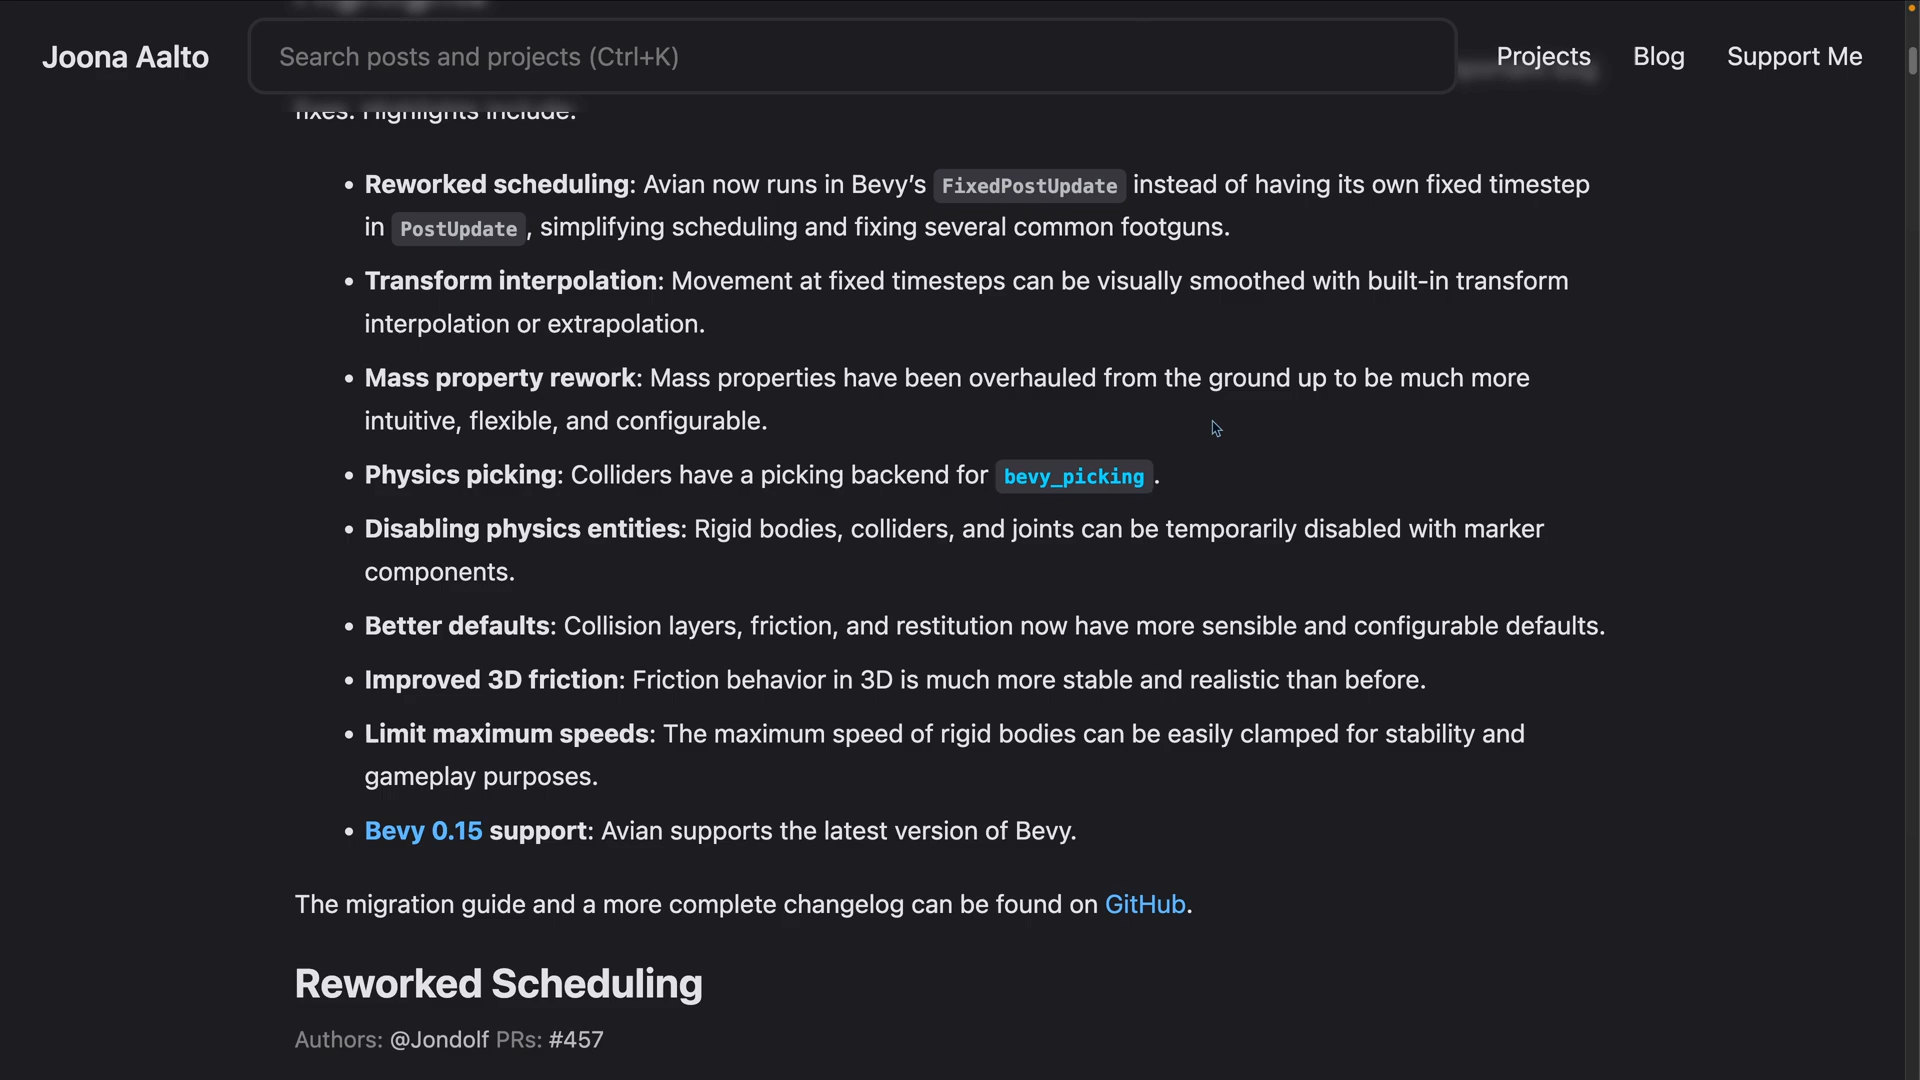 Joona Aalto
Search posts and projects (Ctrl+K)
Projects
Blog
Support Me
fixes. Highlights include:
• Reworked scheduling: Avian now runs in Bevy’s FixedPostUpdate instead of having its own fixed timestep
in PostUpdate, simplifying scheduling and fixing several common footguns.
• Transform interpolation: Movement at fixed timesteps can be visually smoothed with built-in transform
interpolation or extrapolation.
• Mass property rework: Mass properties have been overhauled from the ground up to be much more
intuitive, flexible, and configurable.
• Physics picking: Colliders have a picking backend for bevy_picking.
• Disabling physics entities: Rigid bodies, colliders, and joints can be temporarily disabled with marker
components.
• Better defaults: Collision layers, friction, and restitution now have more sensible and configurable defaults.
• Improved 3D friction: Friction behavior in 3D is much more stable and realistic than before.
• Limit maximum speeds: The maximum speed of rigid bodies can be easily clamped for stability and
gameplay purposes.
• Bevy 0.15 support: Avian supports the latest version of Bevy.
The migration guide and a more complete changelog can be found on GitHub.
Reworked Scheduling
Authors: @Jondolf PRs: #457